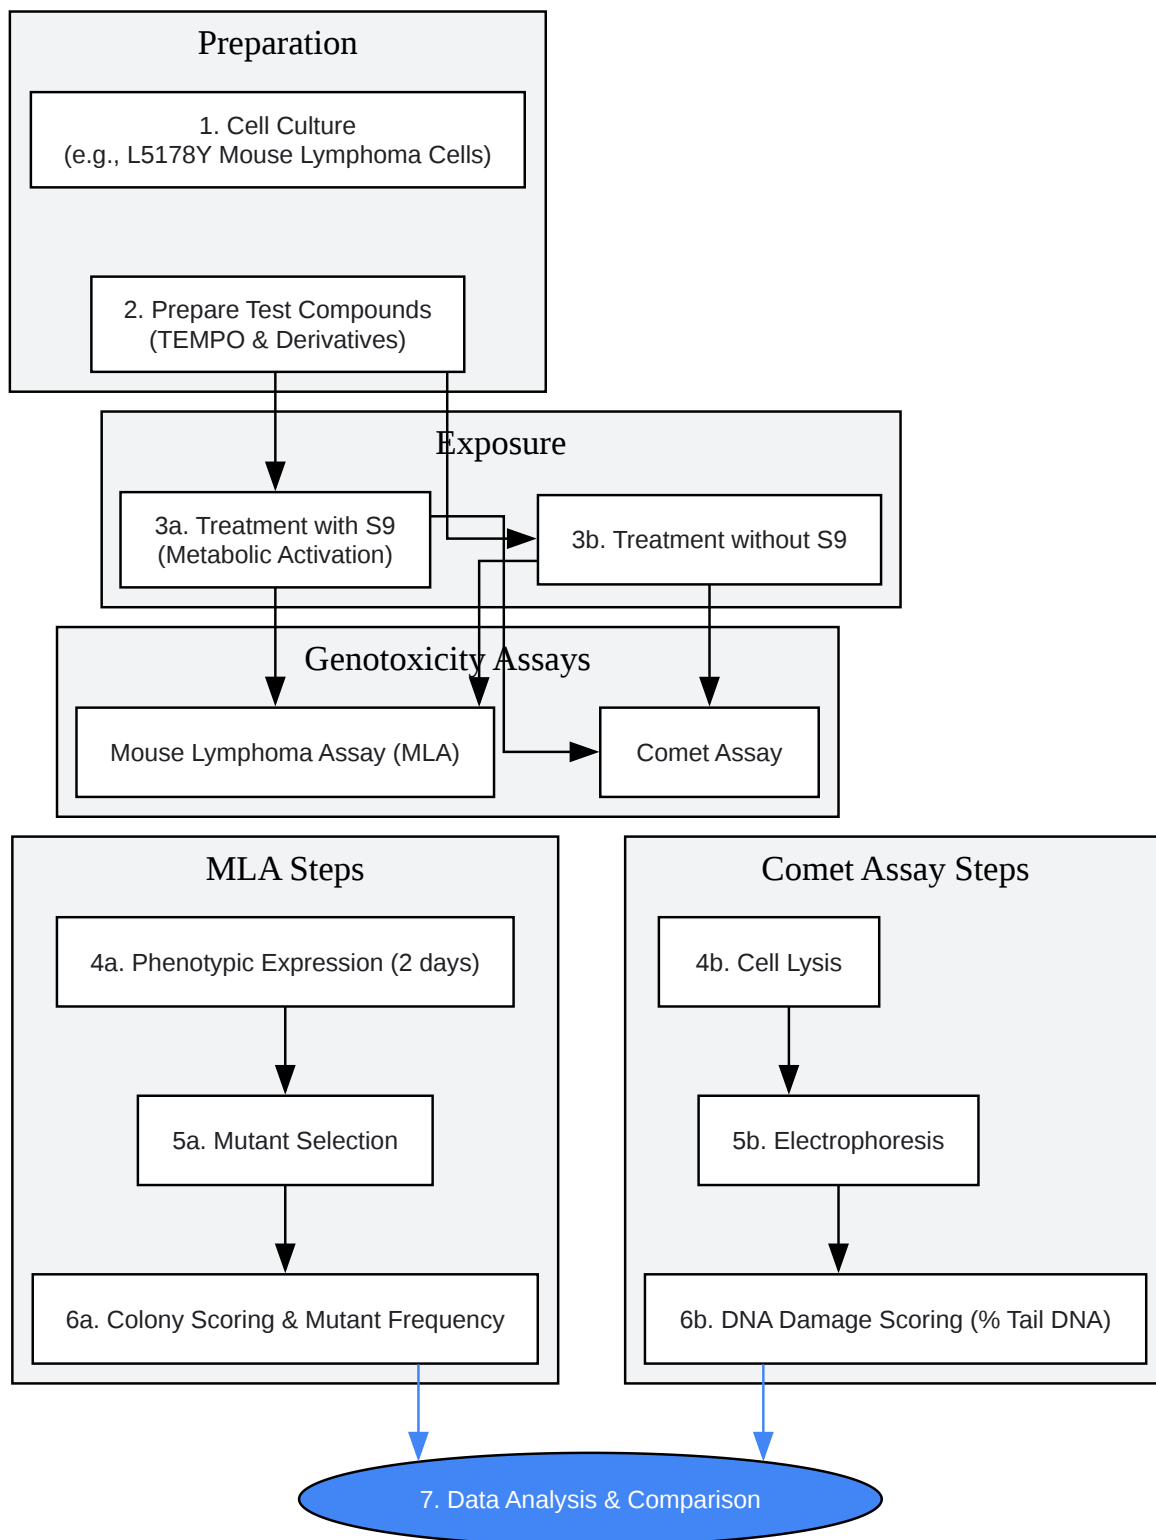 Preparation
1. Cell Culture
(e.g., L5178Y Mouse Lymphoma Cells)
2. Prepare Test Compounds
(TEMPO & Derivatives)
Exposure
3a. Treatment with S9
(Metabolic Activation)
3b. Treatment without S9
Genotoxicity Assays
Mouse Lymphoma Assay (MLA)
Comet Assay
MLA Steps
4a. Phenotypic Expression (2 days)
5a. Mutant Selection
6a. Colony Scoring & Mutant Frequency
Comet Assay Steps
4b. Cell Lysis
5b. Electrophoresis
6b. DNA Damage Scoring (% Tail DNA)
7. Data Analysis & Comparison